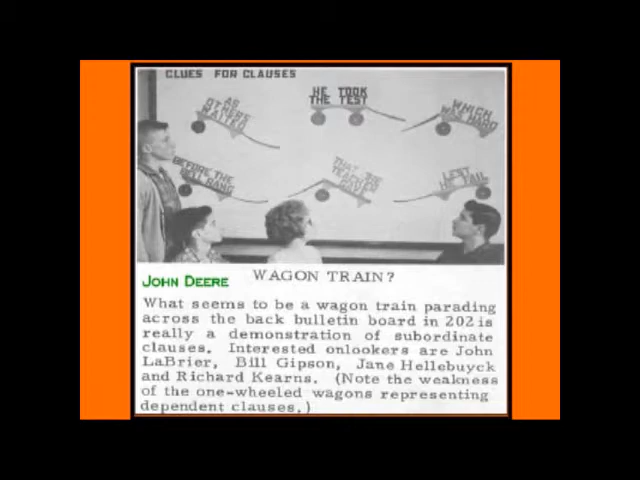 CLUES FOR CLAUSES
AS
OTHERS
WAITED
HE TOOK
THE TEST
WHICH
WAS HARD
BEFORE THE
BELL RANG
THAT THE
TEACHER
GAVE
LEST
HE FAIL
JOHN DEERE
WAGON TRAIN?
What seems to be a wagon train parading
across the back bulletin board in 202 is
really a demonstration of subordinate
clauses. Interested onlookers are John
LaBrier, Bill Gipson, Jane Hellebuyck
and Richard Kearns. (Note the weakness
of the one-wheeled wagons representing
dependent clauses.)